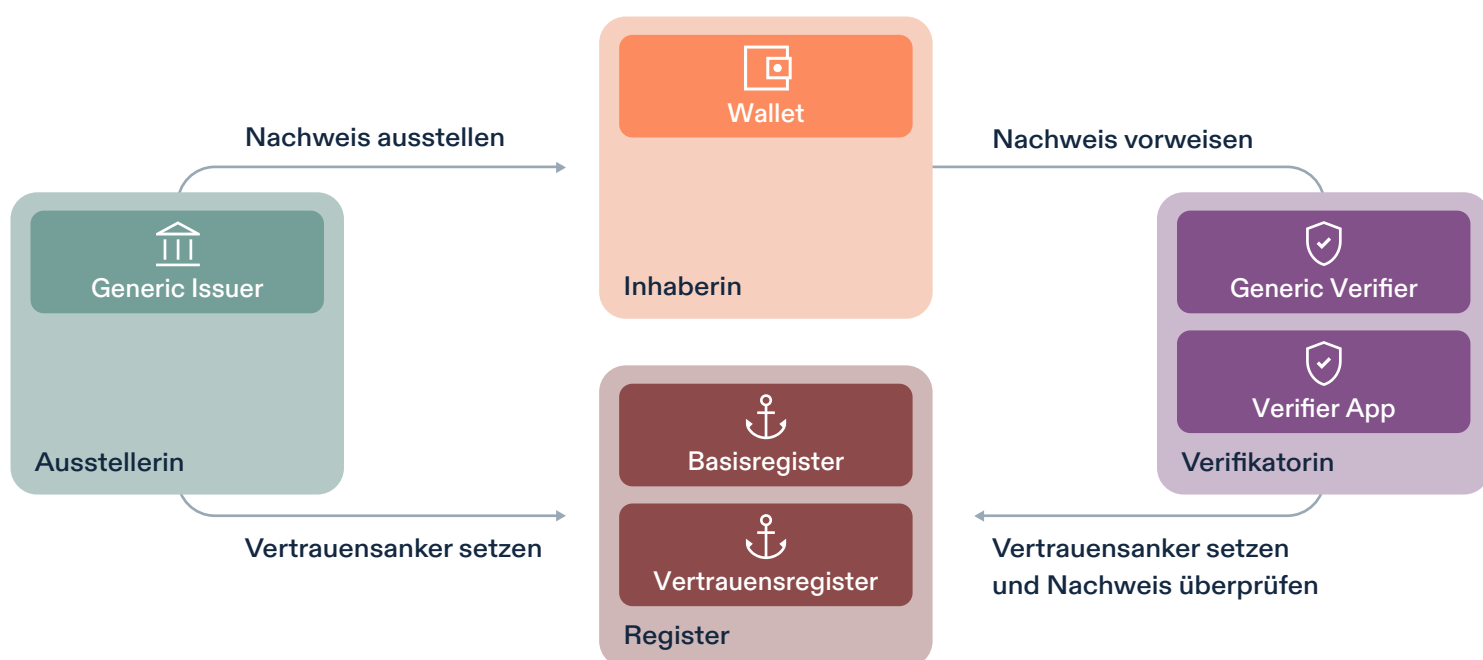 Wallet
Nachweis ausstellen
Nachweis vorweisen
Generic Issuer
Inhaberin
Generic Verifier
Verifier App
Ausstellerin
Basisregister
Verifikatorin
Vertrauensanker setzen
Vertrauensanker setzen
und Nachweis überprüfen
Vertrauensregister
Register